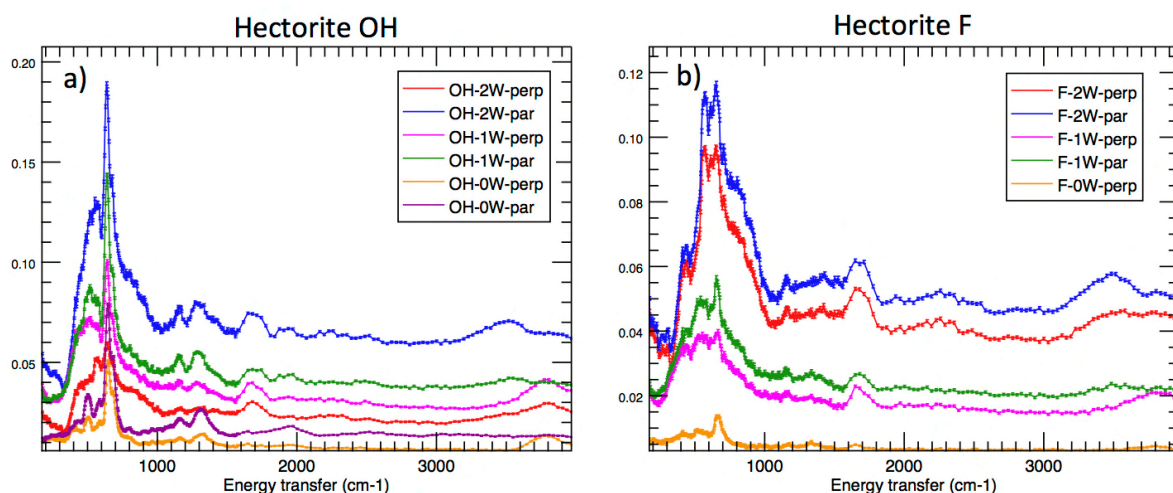 Hectorite OH
Hectorite F
a)
0.20
0.15
0.10
0.05
OH-2W-perp
OH-2W-par
OH-1W-perp
OH-1W-par
OH-0W-perp
OH-0W-par
1000
2000
3000
Energy transfer (cm-1)
b)
0.12
0.10
0.08
0.06
0.04
0.02
F-2W-perp
F-2W-par
F-1W-perp
F-1W-par
F-0W-perp
1000
2000
3000
Energy transfer (cm-1)